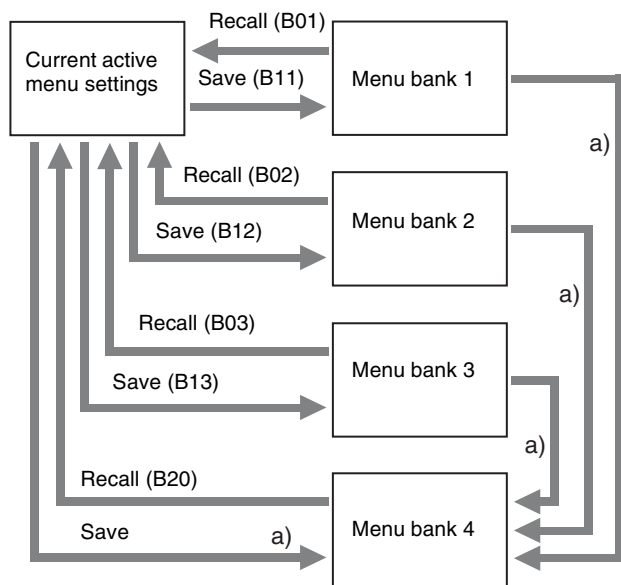 Recall (B01)
Current active
menu settings
Menu bank 1
Save (B11)
a)
Recall (B02)
Menu bank 2
Save (B12)
a)
Recall (B03)
Menu bank 3
Save (B13)
a)
Recall (B20)
Menu bank 4
Save
a)